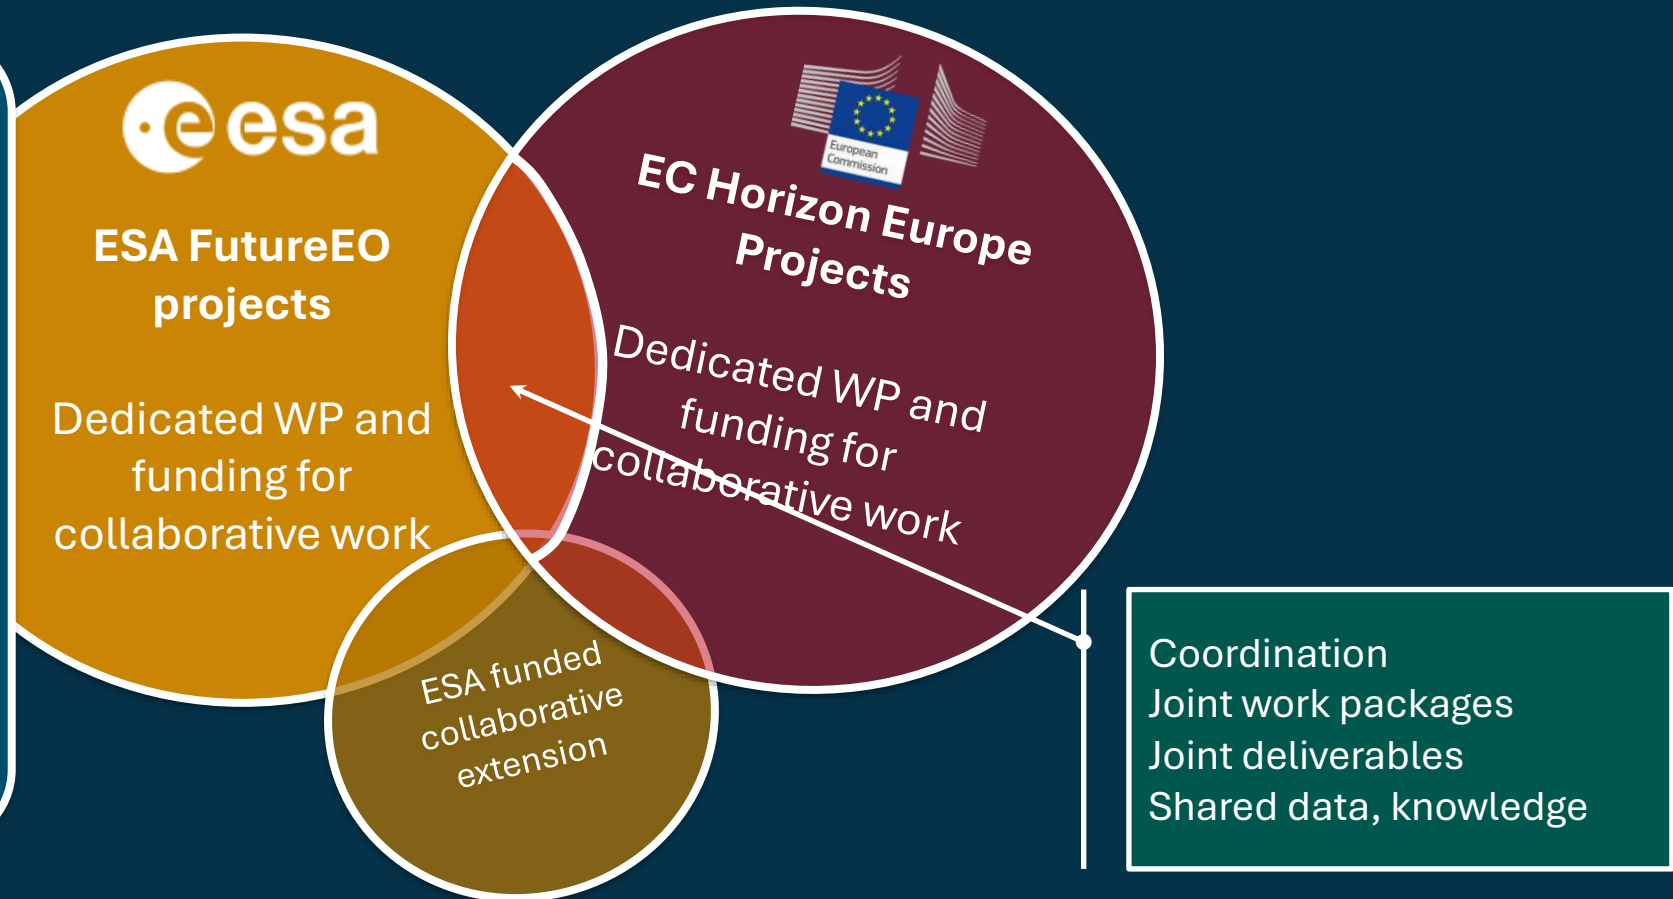 esa
ESA FutureEO
projects
Dedicated WP and
funding for
collaborative work
European
Commission
EC Horizon Europe
Projects
Dedicated WP and
funding for
collaborative work
ESA funded
collaborative
extension
Coordination
Joint work packages
Joint deliverables
Shared data, knowledge